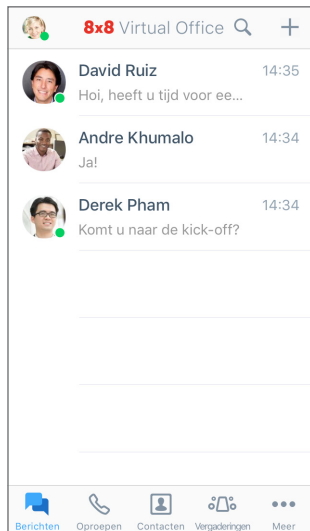 8x8 Virtual Office
David Ruiz 14:35
Hoi, heeft u tijd voor ee...
Andre Khumalo 14:34
Ja!
Derek Pham 14:34
Komt u naar de kick-off?
Berichten Oproepen Contacten Vergaderingen Meer